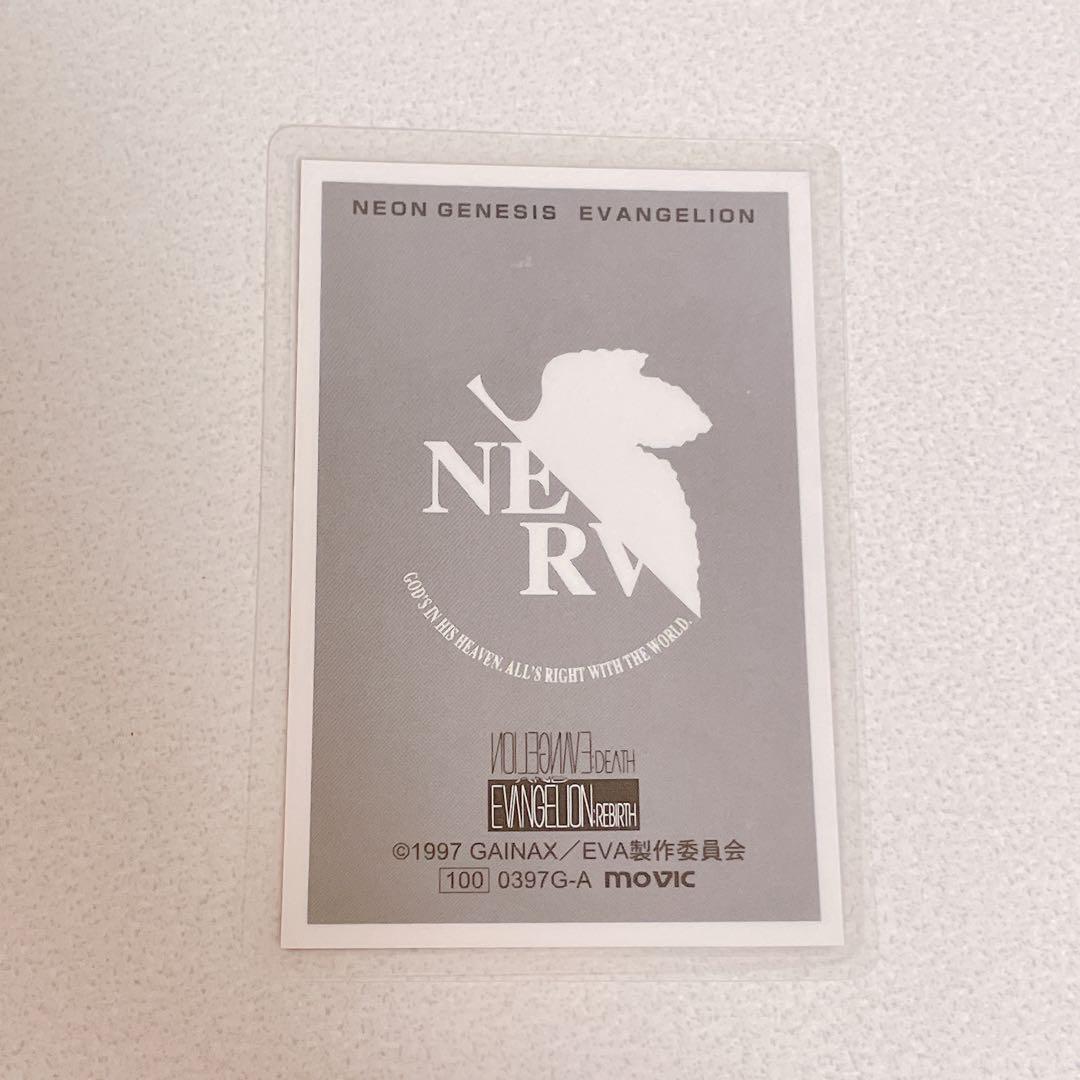 NEON GENESIS EVANGELION
NE
RV
GOD'S IN HIS HEAVEN. ALL'S RIGHT WITH THE WORLD.
EVANGELION:DEATH
AND
EVANGELION:REBIRTH
©1997 GAINAX／EVA製作委員会
100 0397G-A movic